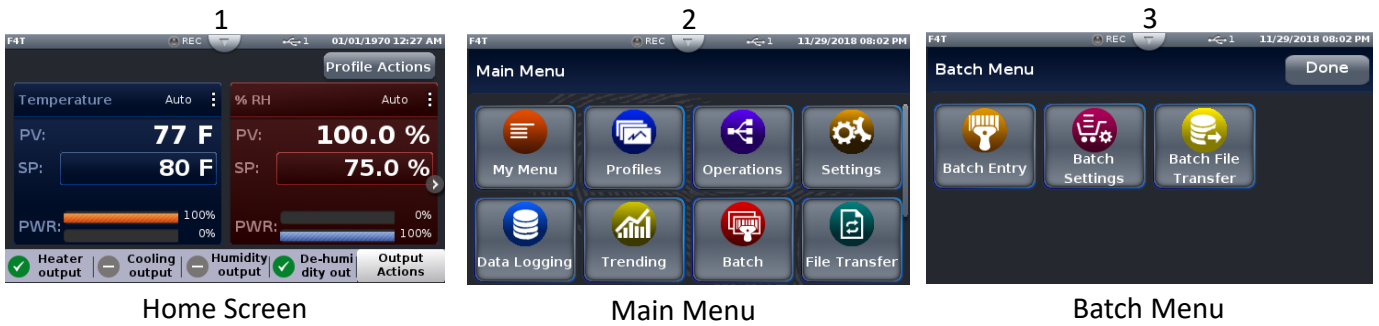 1
F4T REC 1 01/01/1970 12:27 AM
Profile Actions
Temperature Auto
PV: 77 F
SP: 80 F
PWR: 100%
0%
% RH Auto
PV: 100.0 %
SP: 75.0 %
PWR: 0%
100%
Heater
output
Cooling
output
Humidity
output
De-humi
dity out
Output
Actions
Home Screen
2
F4T REC 1 11/29/2018 08:02 PM
Main Menu
My Menu
Profiles
Operations
Settings
Data Logging
Trending
Batch
File Transfer
Main Menu
3
F4T REC 1 11/29/2018 08:02 PM
Batch Menu
Done
Batch Entry
Batch
Settings
Batch File
Transfer
Batch Menu